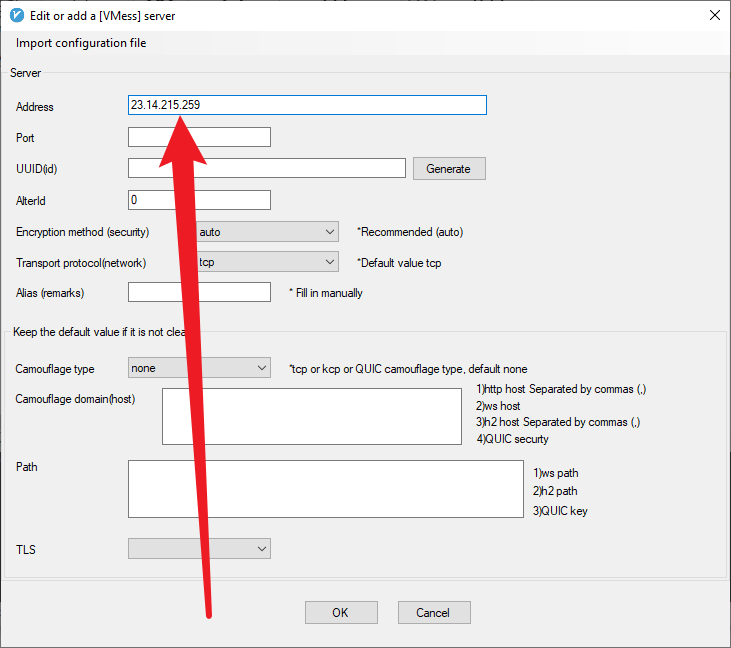 Edit or add a [VMess] server
Import configuration file
Server
Address 23.14.215.259
Port
UUID(id) Generate
AlterId 0
Encryption method (security) auto *Recommended (auto)
Transport protocol(network) tcp *Default value tcp
Alias (remarks) * Fill in manually
Keep the default value if it is not clea
Camouflage type none *tcp or kcp or QUIC camouflage type, default none
Camouflage domain(host) 1)http host Separated by commas (,)
2)ws host
3)h2 host Separated by commas (,)
4)QUIC securty
Path
1)ws path
2)h2 path
3)QUIC key
TLS
OK Cancel